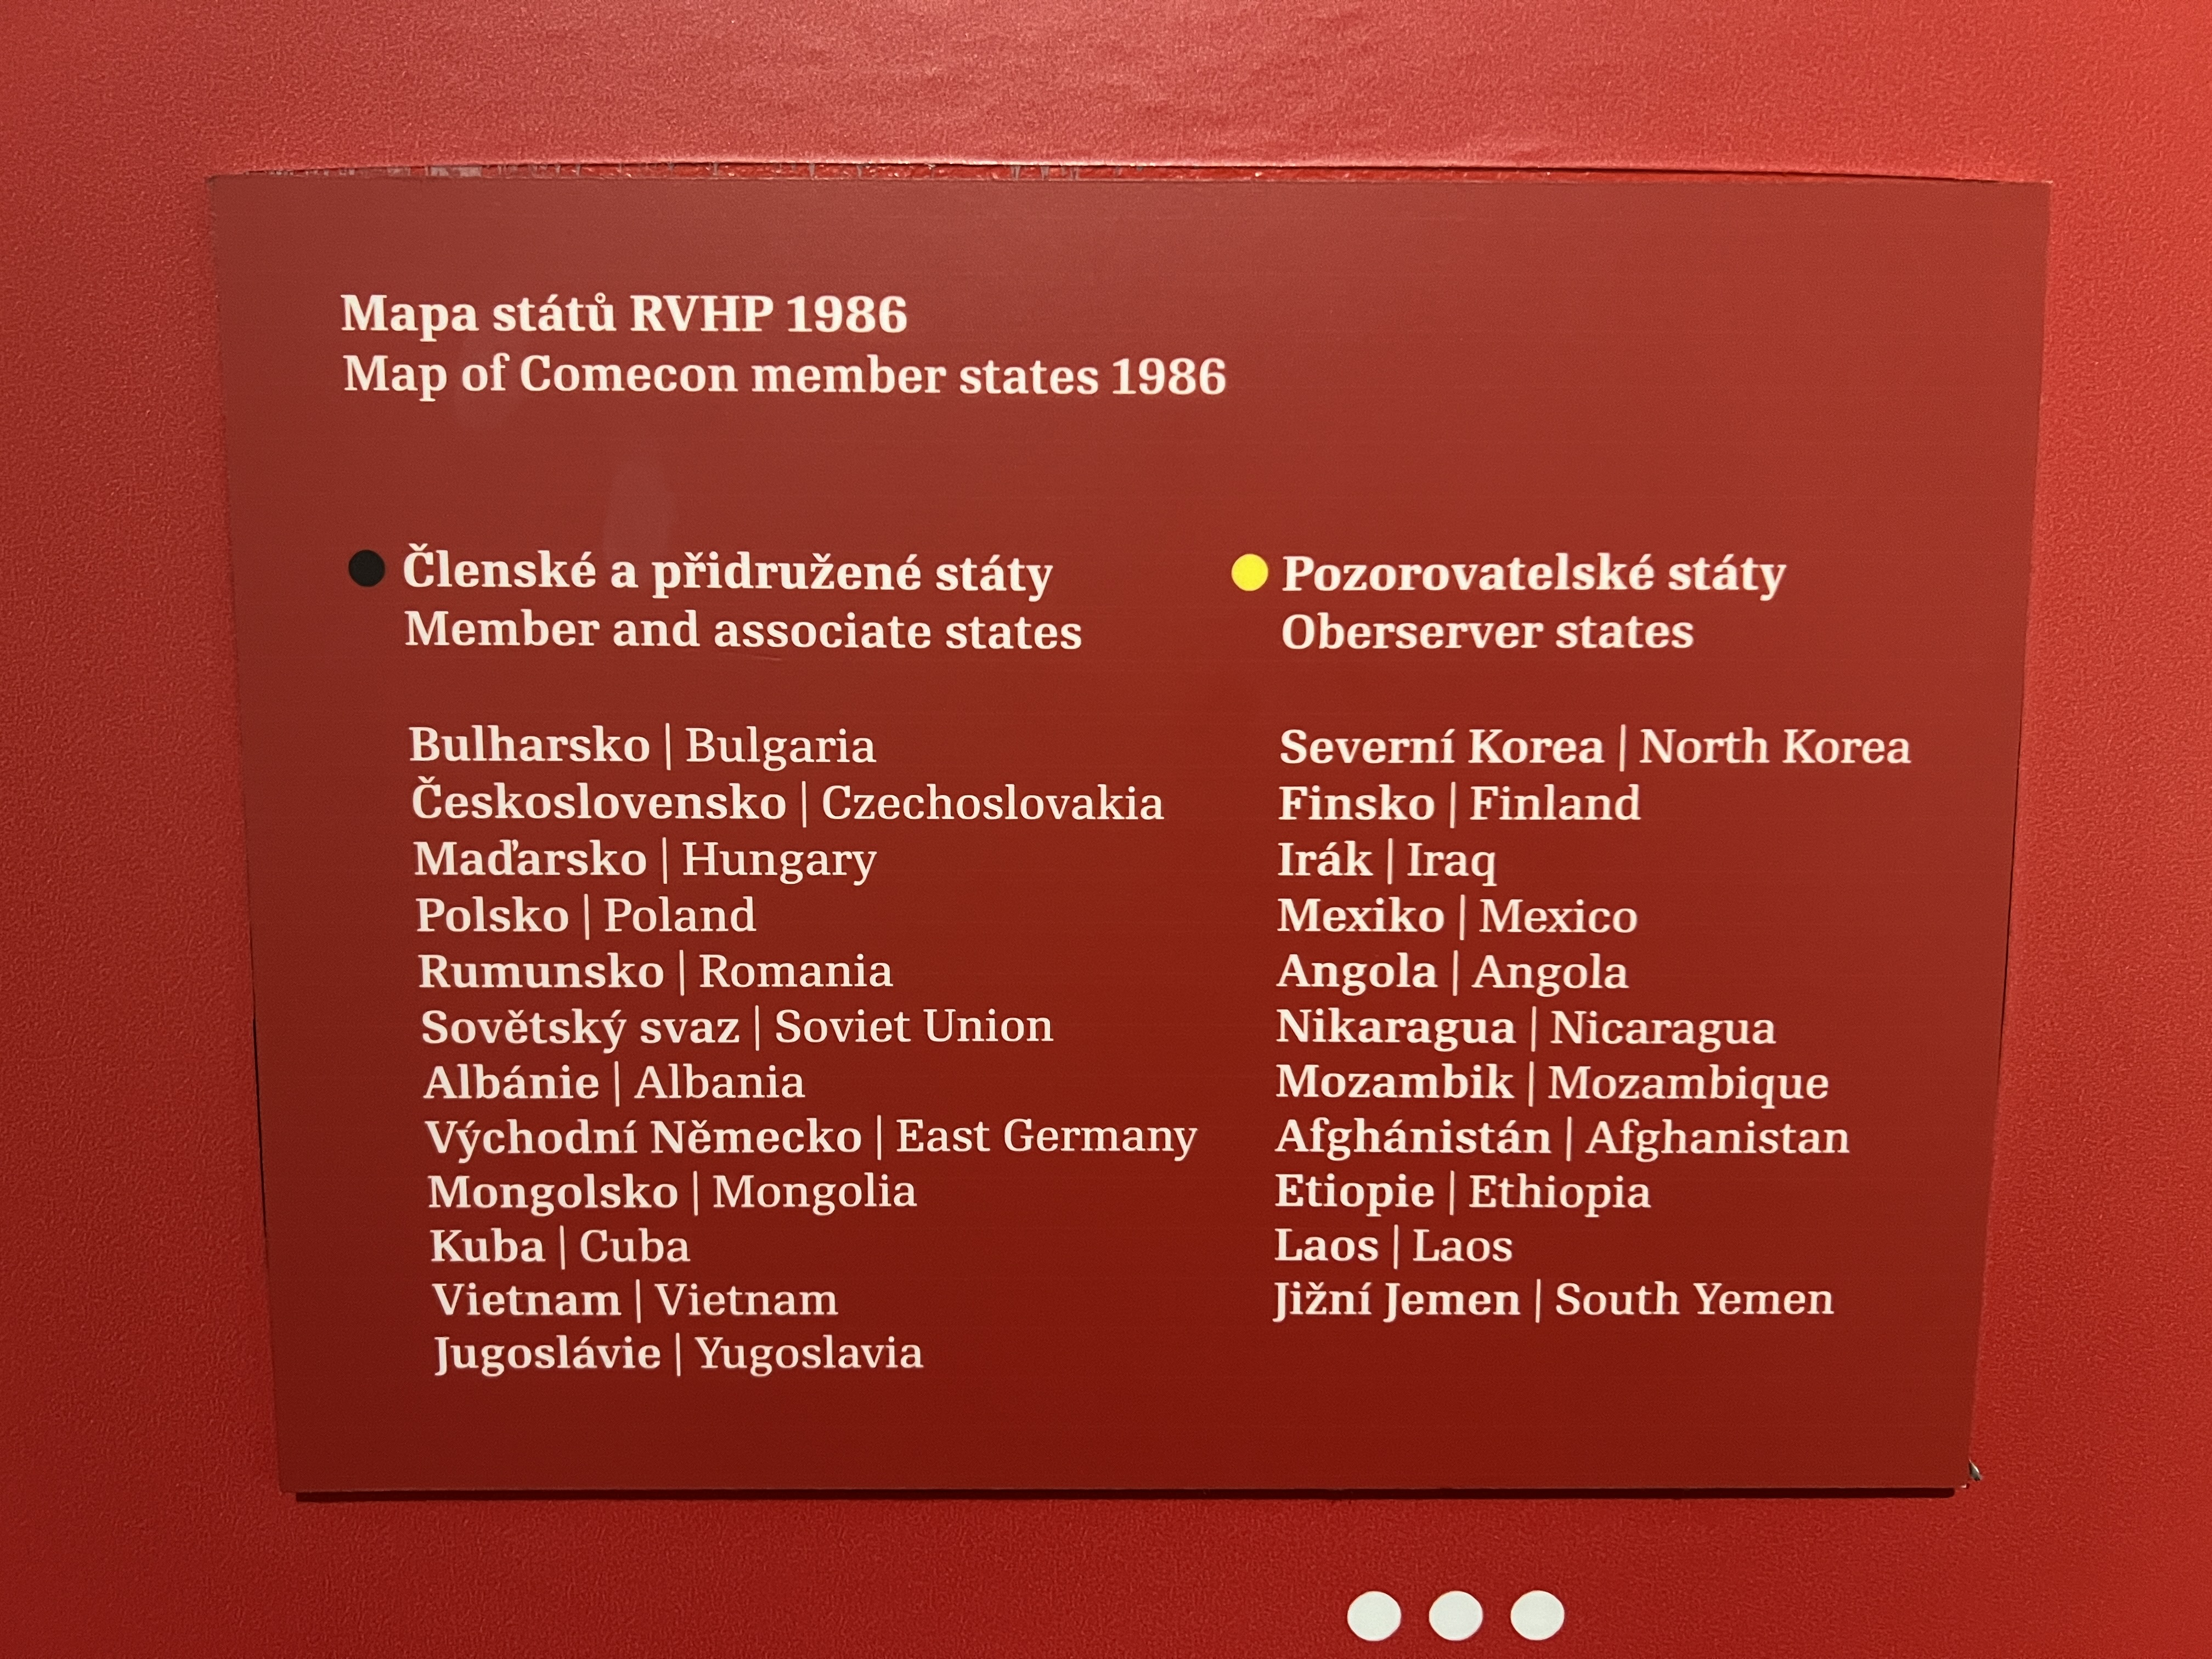 Mapa států RVHP 1986
Map of Comecon member states 1986
Členské a přidružené státy
Member and associate states
Bulharsko | Bulgaria
Československo | Czechoslovakia
Maďarsko | Hungary
Polsko | Poland
Rumunsko | Romania
Sovětský svaz | Soviet Union
Albánie | Albania
Východní Německo | East Germany
Mongolsko | Mongolia
Kuba | Cuba
Vietnam | Vietnam
Jugoslávie | Yugoslavia
Pozorovatelské státy
Oberserver states
Severní Korea | North Korea
Finsko | Finland
Irák | Iraq
Mexiko | Mexico
Angola | Angola
Nikaragua | Nicaragua
Mozambik | Mozambique
Afghánistán | Afghanistan
Etiopie | Ethiopia
Laos | Laos
Jižní Jemen | South Yemen